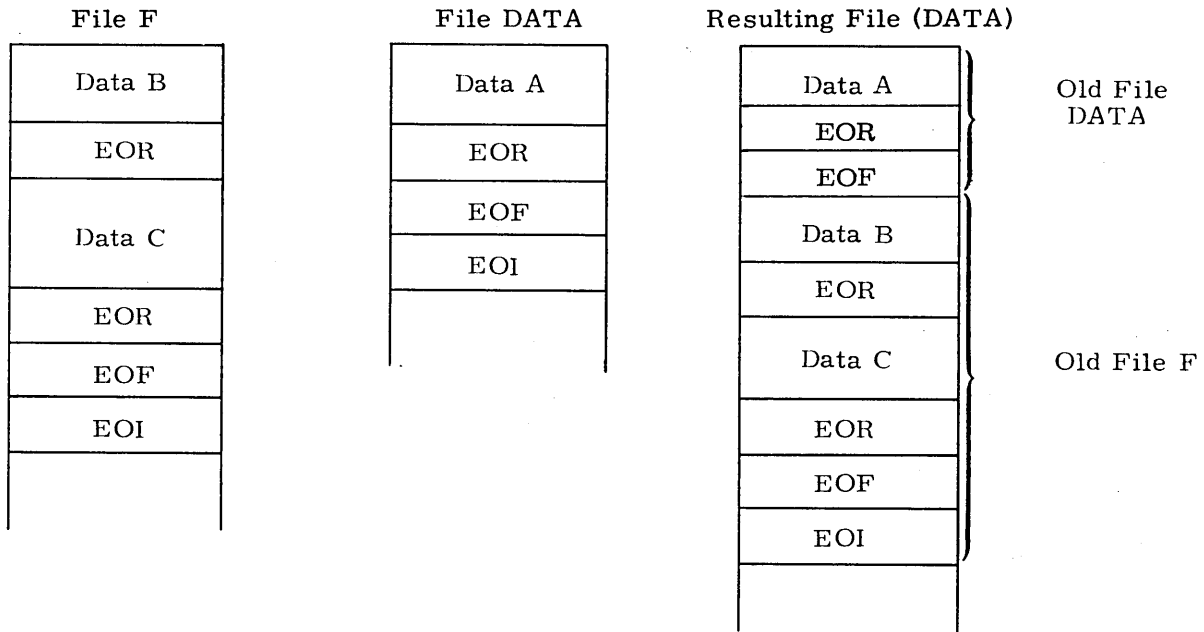 File F
Data B
EOR
Data C
EOR
EOF
EOI
File DATA
Data A
EOR
EOF
EOI
Resulting File (DATA)
Data A
EOR
EOF
Data B
EOR
Data C
EOR
EOF
EOI
Old File
DATA
Old File F